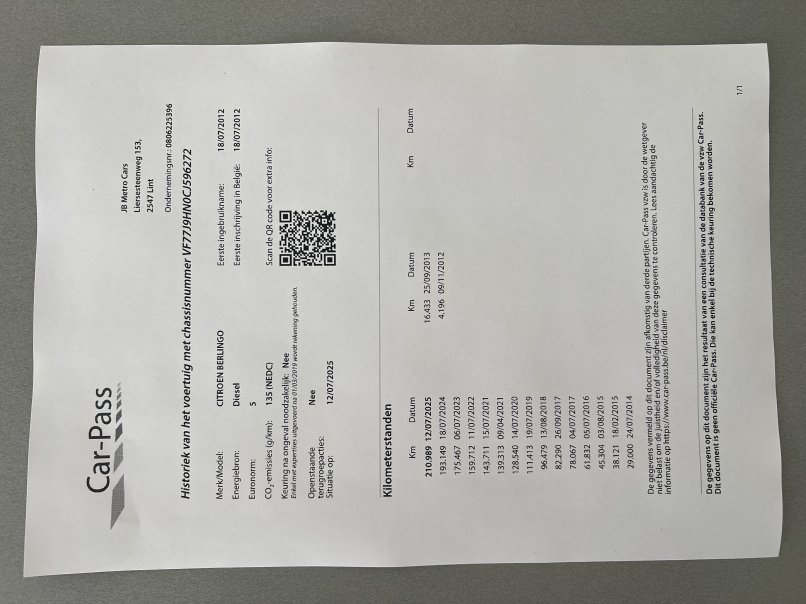 Car-Pass
JB Metro Cars
Liersesteenweg 153,
2547 Lint
Ondernemingsnr.: 0806225396
Historiek van het voertuig met chassisnummer VF77J9HN0CJ596272
Merk/Model: CITROEN BERLINGO
Eerste ingebruikname: 18/07/2012
Energiebron: Diesel
Eerste inschrijving in België: 18/07/2012
Euronorm: 5
CO₂-emissies (g/km): 135 (NEDC)
Scan de QR code voor extra info:
Keuring na ongeval noodzakelijk: Nee
Enkel met expertises uitgevoerd na 01/03/2019 wordt rekening gehouden.
Openstaande Nee
terugroepacties:
Situatie op: 12/07/2025
Kilometerstanden
Km Datum Km Datum Km Datum
210.989 12/07/2025 16.433 25/09/2013
193.149 18/07/2024 4.196 09/11/2012
175.467 06/07/2023
159.712 11/07/2022
143.711 15/07/2021
139.313 09/04/2021
128.540 14/07/2020
111.413 19/07/2019
96.479 13/08/2018
82.290 26/09/2017
78.067 04/07/2017
61.832 05/07/2016
45.304 03/08/2015
38.121 18/02/2015
29.000 24/07/2014
De gegevens vermeld op dit document zijn afkomstig van derde partijen. Car-Pass vzw is door de wetgever
niet belast om de juistheid en/of volledigheid van deze gegevens te controleren. Lees aandachtig de
informatie op https://www.car-pass.be/nl/disclaimer
De gegevens op dit document zijn het resultaat van een consultatie van de databank van de vzw Car-Pass.
Dit document is geen officiële Car-Pass. Die kan enkel bij de technische keuring bekomen worden.
1/1